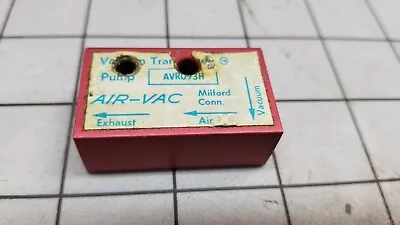 Pump AVR093H
AIR-VAC
Milford
Conn.
Vacuum
Exhaust
Air